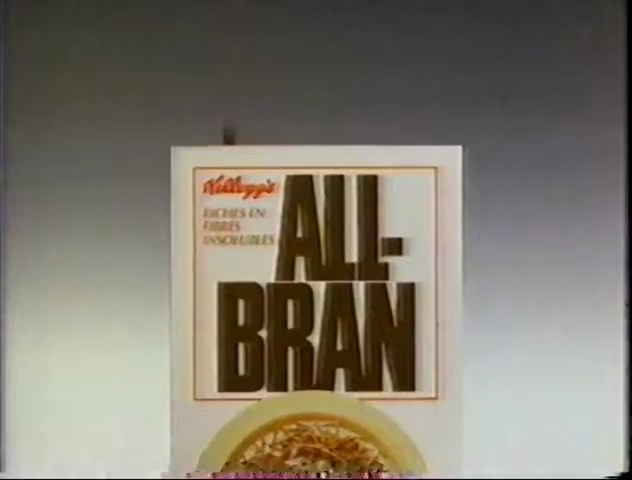 Kellogg's
RICHES EN
FIBRES
INSOLUBLES
ALL-
BRAN